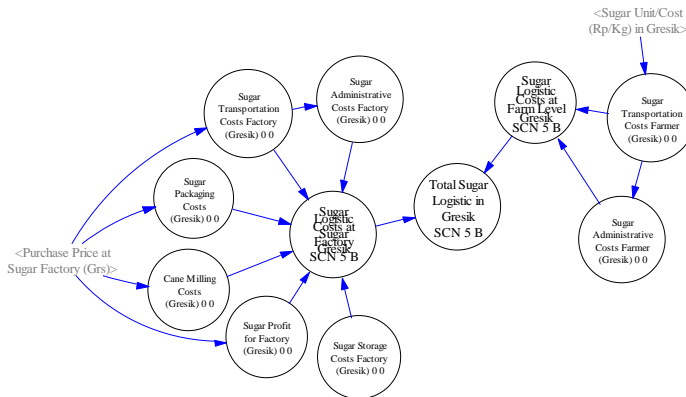 <Sugar Unit/Cost
(Rp/Kg) in Gresik>
Sugar
Transportation
Costs Factory
(Gresik) 0 0
Sugar
Administrative
Costs Factory
(Gresik) 0 0
Sugar
Logistic
Costs at
Farm Level
Gresik
SCN 5 B
Sugar
Transportation
Costs Farmer
(Gresik) 0 0
Sugar
Packaging
Costs
(Gresik) 0 0
Sugar
Logistic
Costs at
Sugar
Factory
Gresik
SCN 5 B
Total Sugar
Logistic in
Gresik
SCN 5 B
Sugar
Administrative
Costs Farmer
(Gresik) 0 0
<Purchase Price at
Sugar Factory (Grs)>
Cane Milling
Costs
(Gresik) 0 0
Sugar Profit
for Factory
(Gresik) 0 0
Sugar Storage
Costs Factory
(Gresik) 0 0